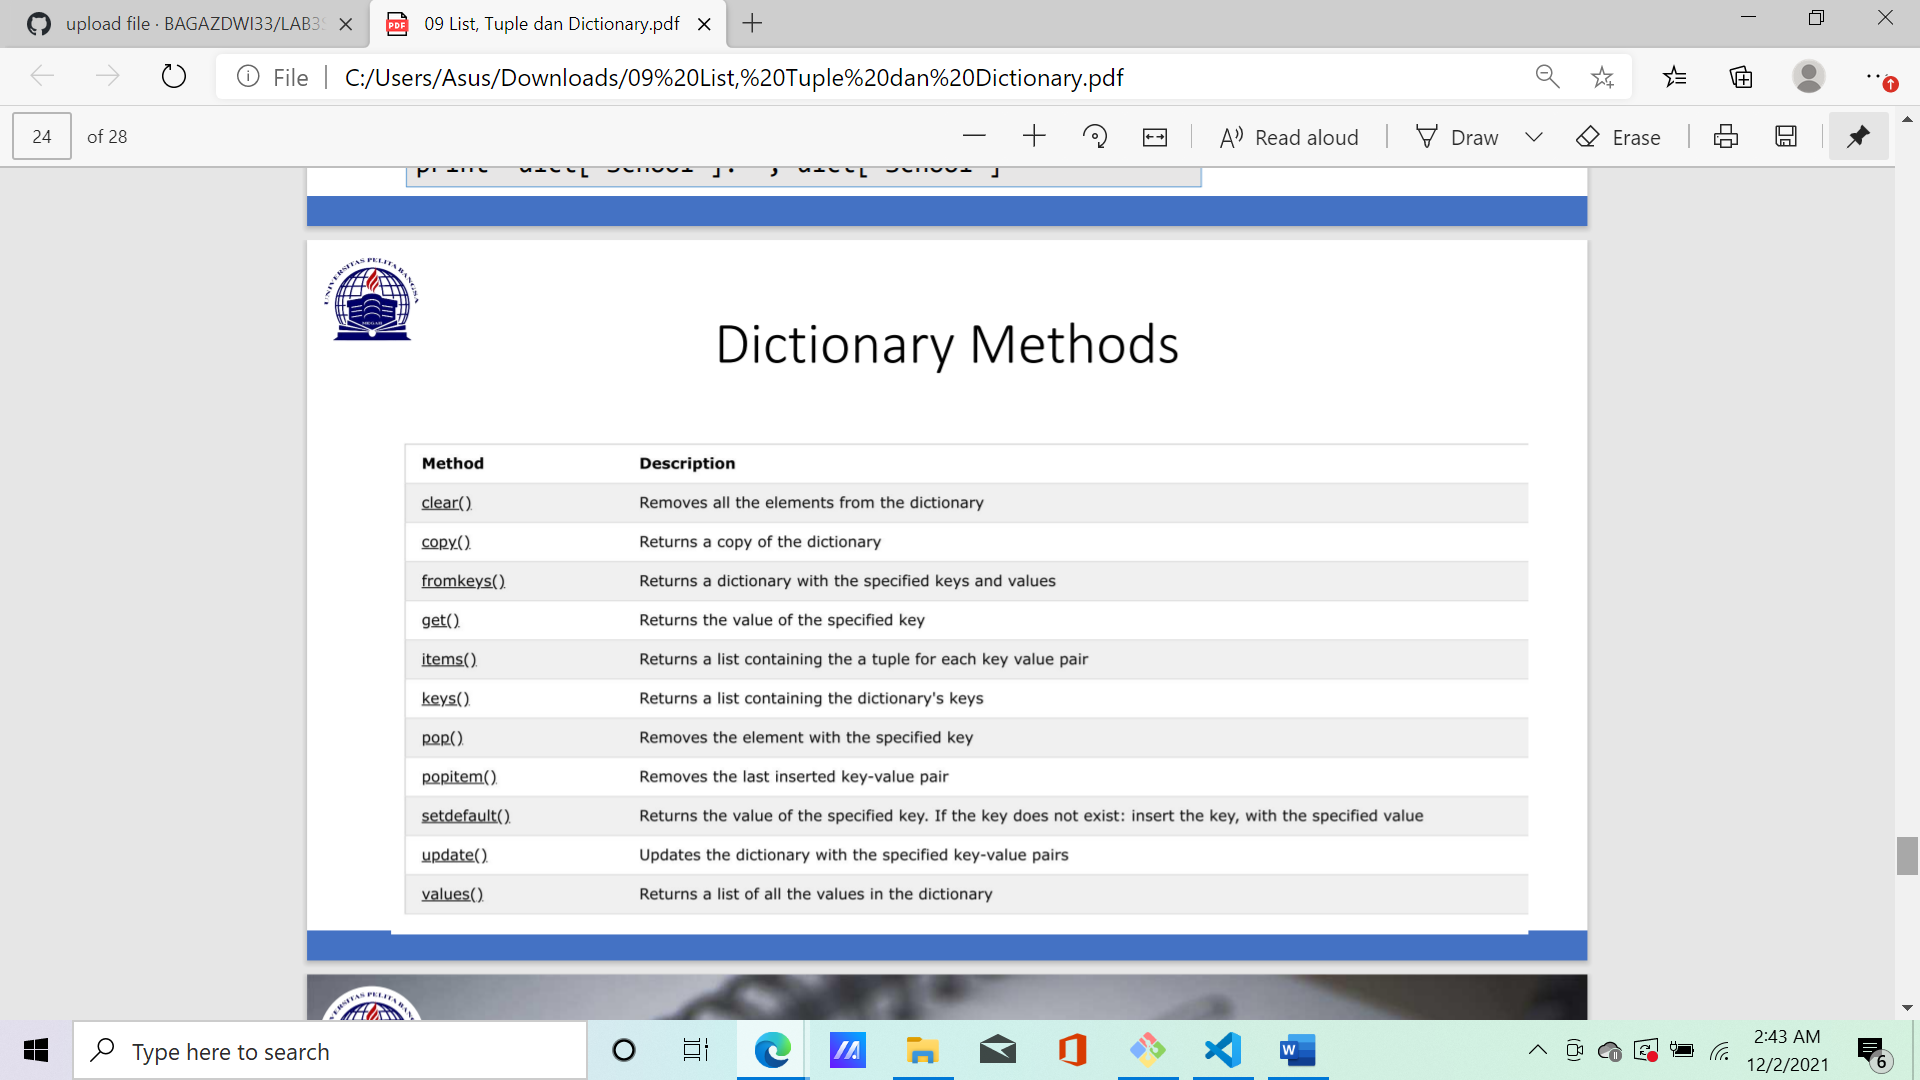 upload file · BAGAZDWI33/LAB3
09 List, Tuple dan Dictionary.pdf
File
C:/Users/Asus/Downloads/09%20List,%20Tuple%20dan%20Dictionary.pdf
24 of 28
Read aloud
Draw
Erase
UNIVERSITAS PELITA BANGSA
Dictionary Methods
Method Description
clear() Removes all the elements from the dictionary
copy() Returns a copy of the dictionary
fromkeys() Returns a dictionary with the specified keys and values
get() Returns the value of the specified key
items() Returns a list containing the a tuple for each key value pair
keys() Returns a list containing the dictionary's keys
pop() Removes the element with the specified key
popitem() Removes the last inserted key-value pair
setdefault() Returns the value of the specified key. If the key does not exist: insert the key, with the specified value
update() Updates the dictionary with the specified key-value pairs
values() Returns a list of all the values in the dictionary
Type here to search
2:43 AM
12/2/2021
6